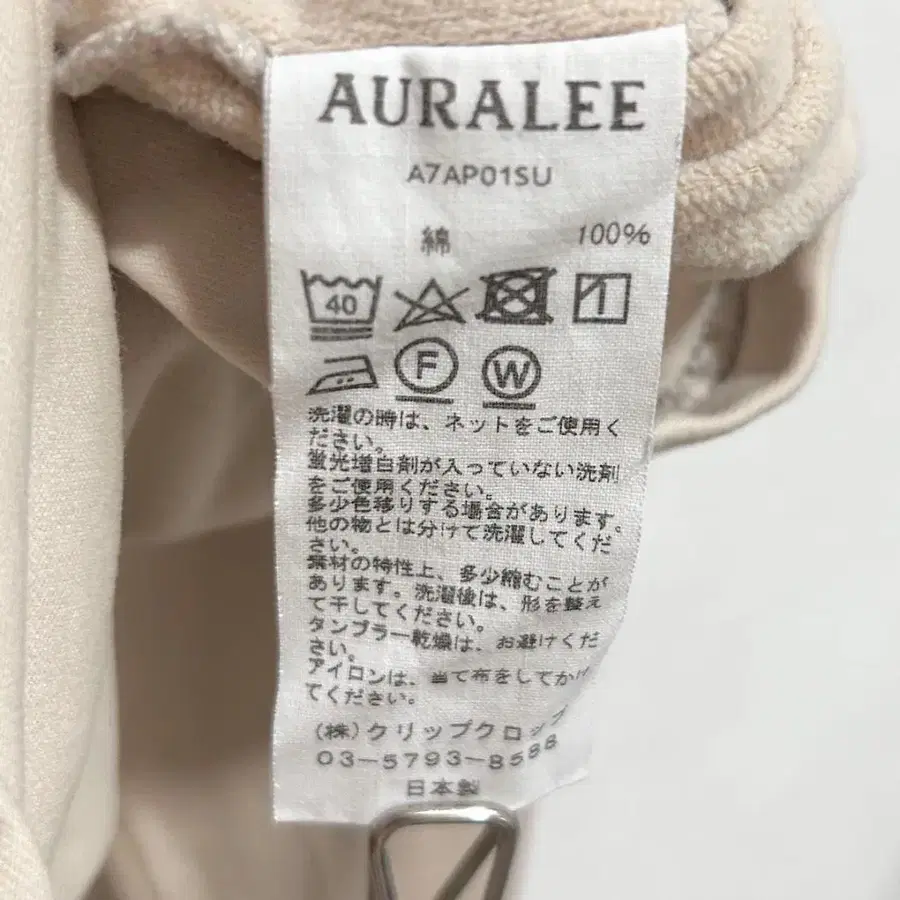 AURALEE
A7AP01SU
綿 100%
40
F W
洗濯の時は、ネットをご使用く
ださい。
蛍光増白剤が入っていない洗剤
をご使用ください。
多少色移りする場合があります。
他の物とは分けて洗濯してくだ
さい。
素材の特性上、多少縮むことが
あります。洗濯後は、形を整え
て干してください。
タンブラー乾燥は、お避けくだ
さい。
アイロンは、当て布をしてかけ
てください。
(株)クリップクロップ
03-5793-8588
日本製